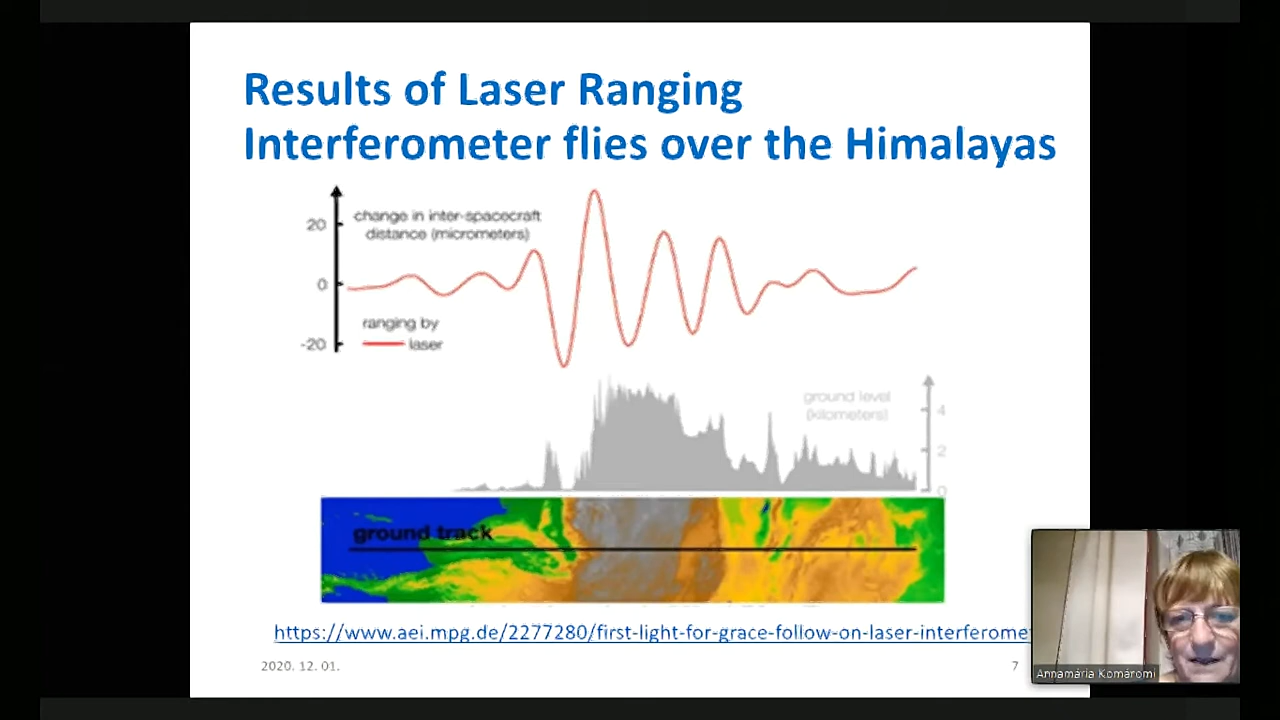 Results of Laser Ranging
Interferometer flies over the Himalayas
20
change in inter-spacecraft
distance (micrometers)
0
ranging by
-20
laser
ground level
(kilometers)
4
2
0
ground track
https://www.aei.mpg.de/2277280/first-light-for-grace-follow-on-laser-interferome
2020. 12. 01.
7
Annamária Komáromi